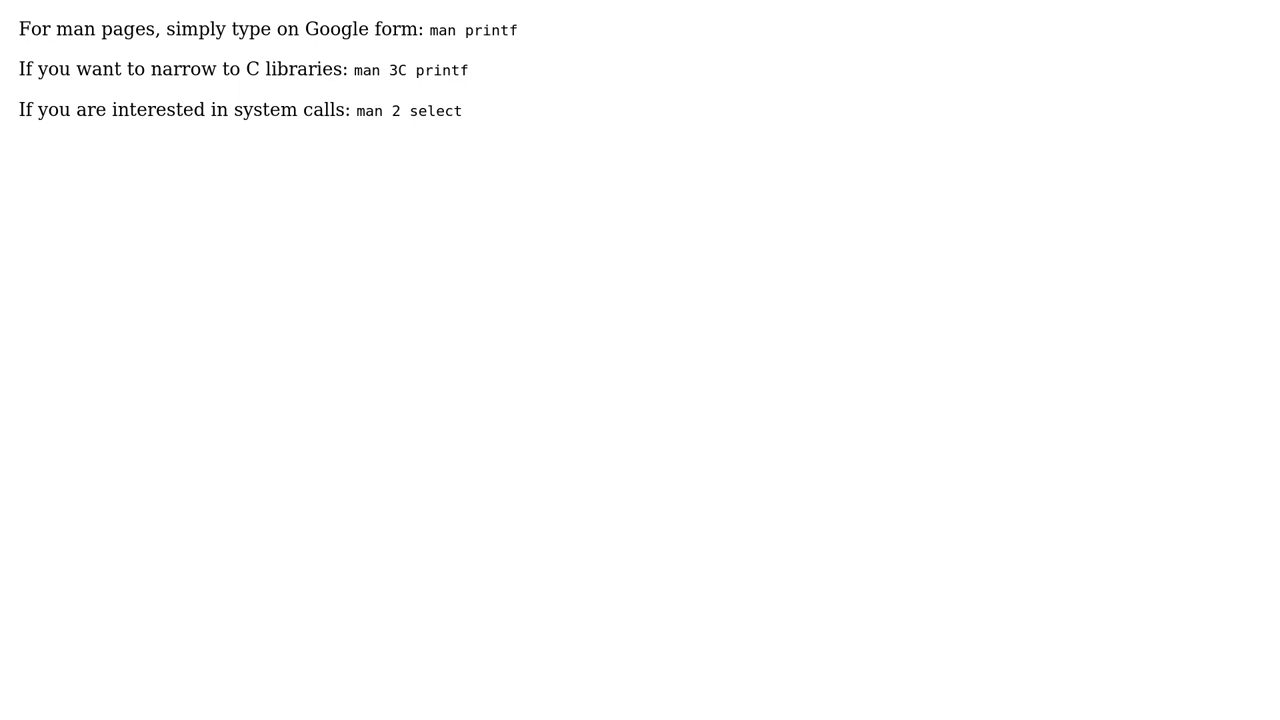 For man pages, simply type on Google form: man printf
If you want to narrow to C libraries: man 3C printf
If you are interested in system calls: man 2 select